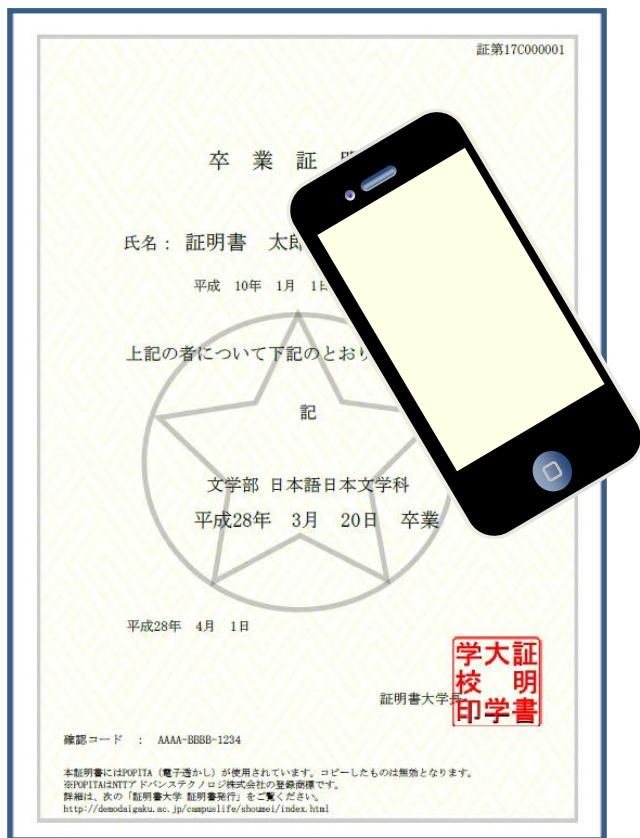 証第17C000001
卒 業 証
氏名： 証明書 太
平成 10年 1月 1
上記の者について下記のとおり
記
文学部 日本語日本文学科
平成28年 3月 20日 卒業
平成28年 4月 1日
証明書大学長
証明書大学学校印
確認コード ： AAAA-BBBB-1234
本証明書にはPOPITA（電子透かし）が使用されています。コピーしたものは無効となります。
※POPITAはNTTアドバンステクノロジ株式会社の登録商標です。
詳細は、次の「証明書大学 証明書発行」をご覧ください。
http://demodaigaku.ac.jp/campuslife/shoumei/index.html